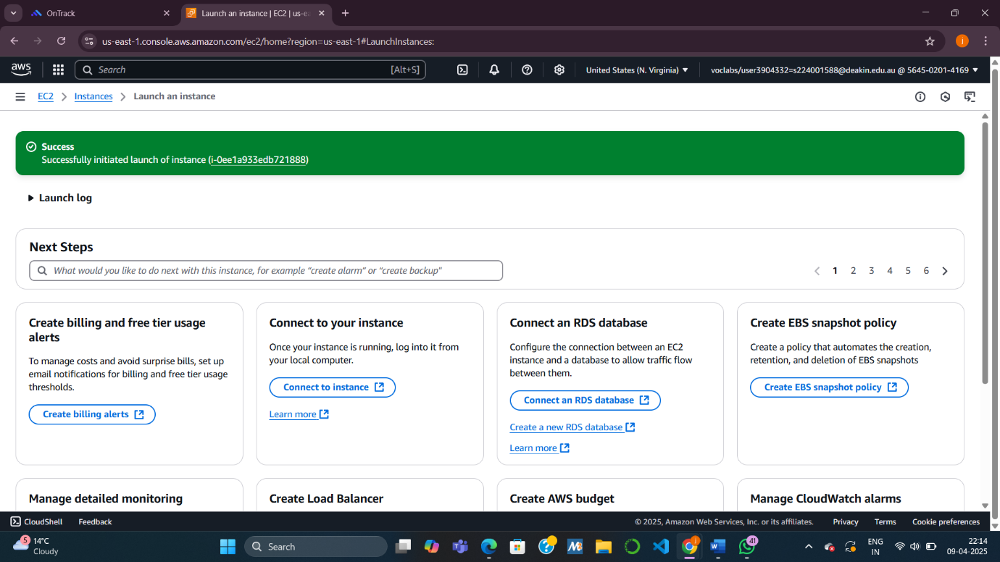 OnTrack
Launch an instance | EC2 | us-ea
us-east-1.console.aws.amazon.com/ec2/home?region=us-east-1#LaunchInstances:
j
aws
Search
[Alt+S]
United States (N. Virginia)
voclabs/user3904332=s224001588@deakin.edu.au @ 5645-0201-4169
EC2
Instances
Launch an instance
Success
Successfully initiated launch of instance (i-0ee1a933edb721888)
Launch log
Next Steps
What would you like to do next with this instance, for example “create alarm” or “create backup”
1 2 3 4 5 6
Create billing and free tier usage
alerts
To manage costs and avoid surprise bills, set up
email notifications for billing and free tier usage
thresholds.
Create billing alerts
Connect to your instance
Once your instance is running, log into it from
your local computer.
Connect to instance
Learn more
Connect an RDS database
Configure the connection between an EC2
instance and a database to allow traffic flow
between them.
Connect an RDS database
Create a new RDS database
Learn more
Create EBS snapshot policy
Create a policy that automates the creation,
retention, and deletion of EBS snapshots
Create EBS snapshot policy
Manage detailed monitoring
Create Load Balancer
Create AWS budget
Manage CloudWatch alarms
CloudShell
Feedback
© 2025, Amazon Web Services, Inc. or its affiliates.
Privacy
Terms
Cookie preferences
5
14°C
Cloudy
Search
41
ENG
IN
22:14
09-04-2025